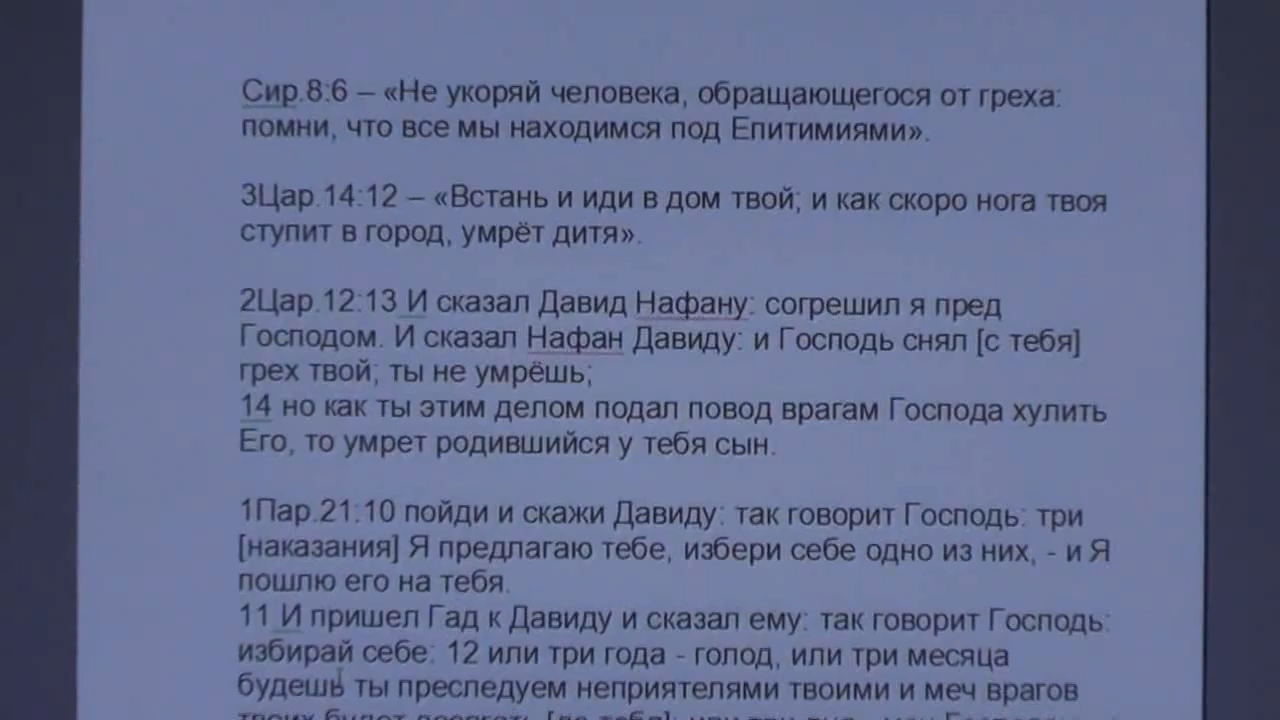 Сир.8:6 – «Не укоряй человека, обращающегося от греха:
помни, что все мы находимся под Епитимиями».
3Цар.14:12 – «Встань и иди в дом твой; и как скоро нога твоя
ступит в город, умрёт дитя».
2Цар.12:13 И сказал Давид Нафану: согрешил я пред
Господом. И сказал Нафан Давиду: и Господь снял [с тебя]
грех твой; ты не умрёшь;
14 но как ты этим делом подал повод врагам Господа хулить
Его, то умрет родившийся у тебя сын.
1Пар.21:10 пойди и скажи Давиду: так говорит Господь: три
[наказания] Я предлагаю тебе, избери себе одно из них, - и Я
пошлю его на тебя.
11 И пришел Гад к Давиду и сказал ему: так говорит Господь:
избирай себе: 12 или три года - голод, или три месяца
будешь ты преследуем неприятелями твоими и меч врагов